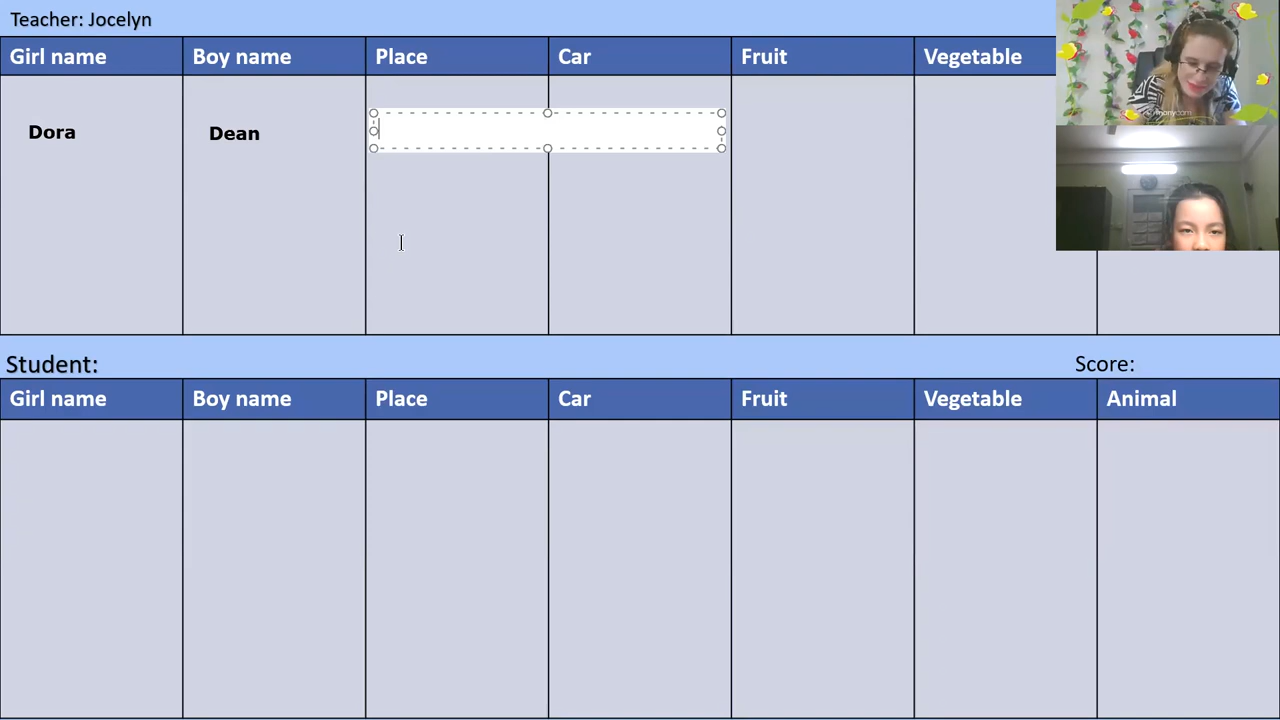 Teacher: Jocelyn
Girl name Boy name Place Car Fruit Vegetable
Dora Dean
Student: Score:
Girl name Boy name Place Car Fruit Vegetable Animal